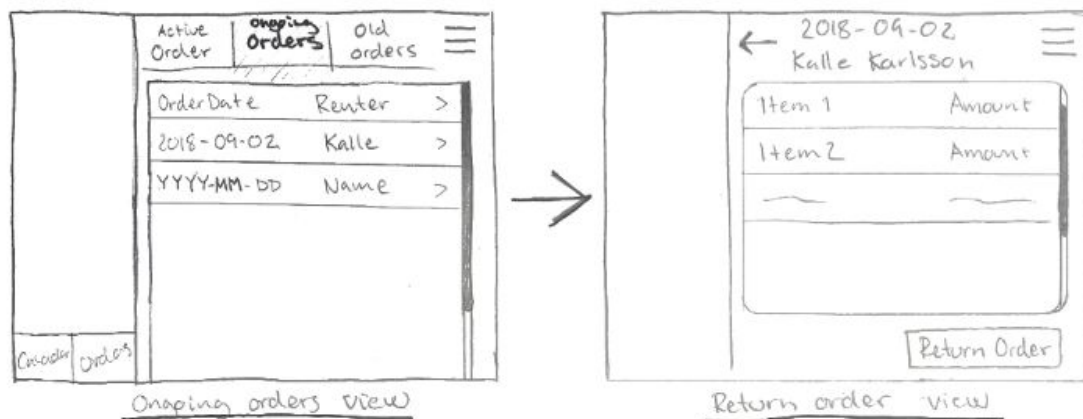 Active Order
Ongoing Orders
Old orders
OrderDate Renter >
2018-09-02 Kalle >
YYYY-MM-DD Name >
Orders
Ongoing orders view
2018-09-02
Kalle Karlsson
Item 1 Amount
Item 2 Amount
Return Order
Return order view